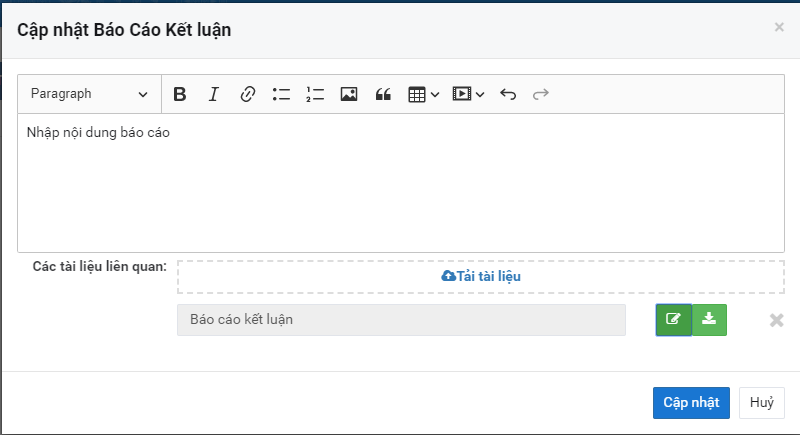 Cập nhật Báo Cáo Kết luận
Paragraph
Nhập nội dung báo cáo
Các tài liệu liên quan:
Tải tài liệu
Báo cáo kết luận
Cập nhật
Huỷ